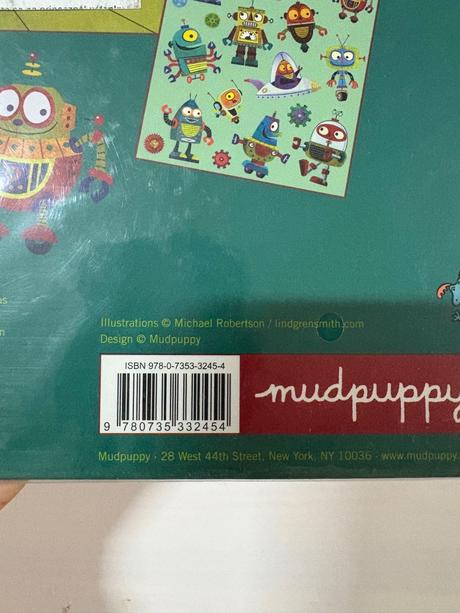 Illustrations © Michael Robertson / lindgrensmith.com
Design © Mudpuppy
ISBN 978-0-7353-3245-4
9 780735 332454
mudpuppy
Mudpuppy · 28 West 44th Street, New York, NY 10036 · www.mudpuppy.